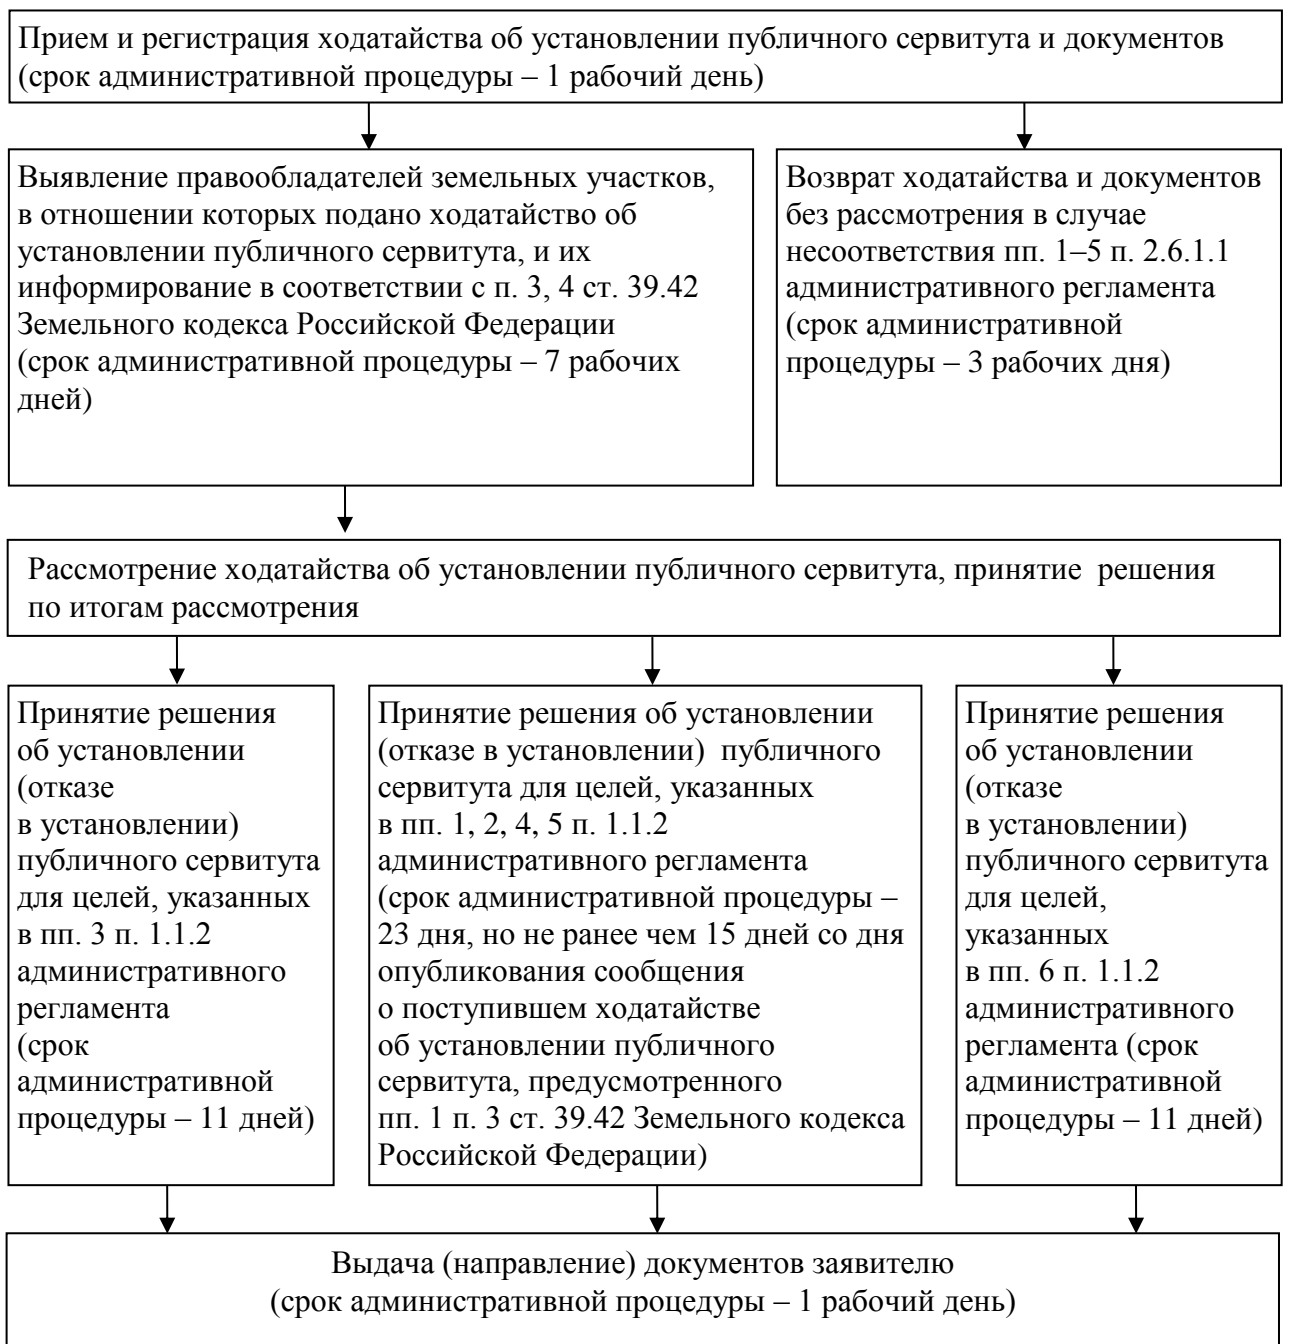 Прием и регистрация ходатайства об установлении публичного сервитута и документов
(срок административной процедуры – 1 рабочий день)
Выявление правообладателей земельных участков,
в отношении которых подано ходатайство об
установлении публичного сервитута, и их
информирование в соответствии с п. 3, 4 ст. 39.42
Земельного кодекса Российской Федерации
(срок административной процедуры – 7 рабочих
дней)
Возврат ходатайства и документов
без рассмотрения в случае
несоответствия пп. 1–5 п. 2.6.1.1
административного регламента
(срок административной
процедуры – 3 рабочих дня)
Рассмотрение ходатайства об установлении публичного сервитута, принятие решения
по итогам рассмотрения
Принятие решения
об установлении
(отказе
в установлении)
публичного сервитута
для целей, указанных
в пп. 3 п. 1.1.2
административного
регламента
(срок
административной
процедуры – 11 дней)
Принятие решения об установлении
(отказе в установлении) публичного
сервитута для целей, указанных
в пп. 1, 2, 4, 5 п. 1.1.2
административного регламента
(срок административной процедуры –
23 дня, но не ранее чем 15 дней со дня
опубликования сообщения
о поступившем ходатайстве
об установлении публичного
сервитута, предусмотренного
пп. 1 п. 3 ст. 39.42 Земельного кодекса
Российской Федерации)
Принятие решения
об установлении
(отказе
в установлении)
публичного сервитута
для целей,
указанных
в пп. 6 п. 1.1.2
административного
регламента (срок
административной
процедуры – 11 дней)
Выдача (направление) документов заявителю
(срок административной процедуры – 1 рабочий день)